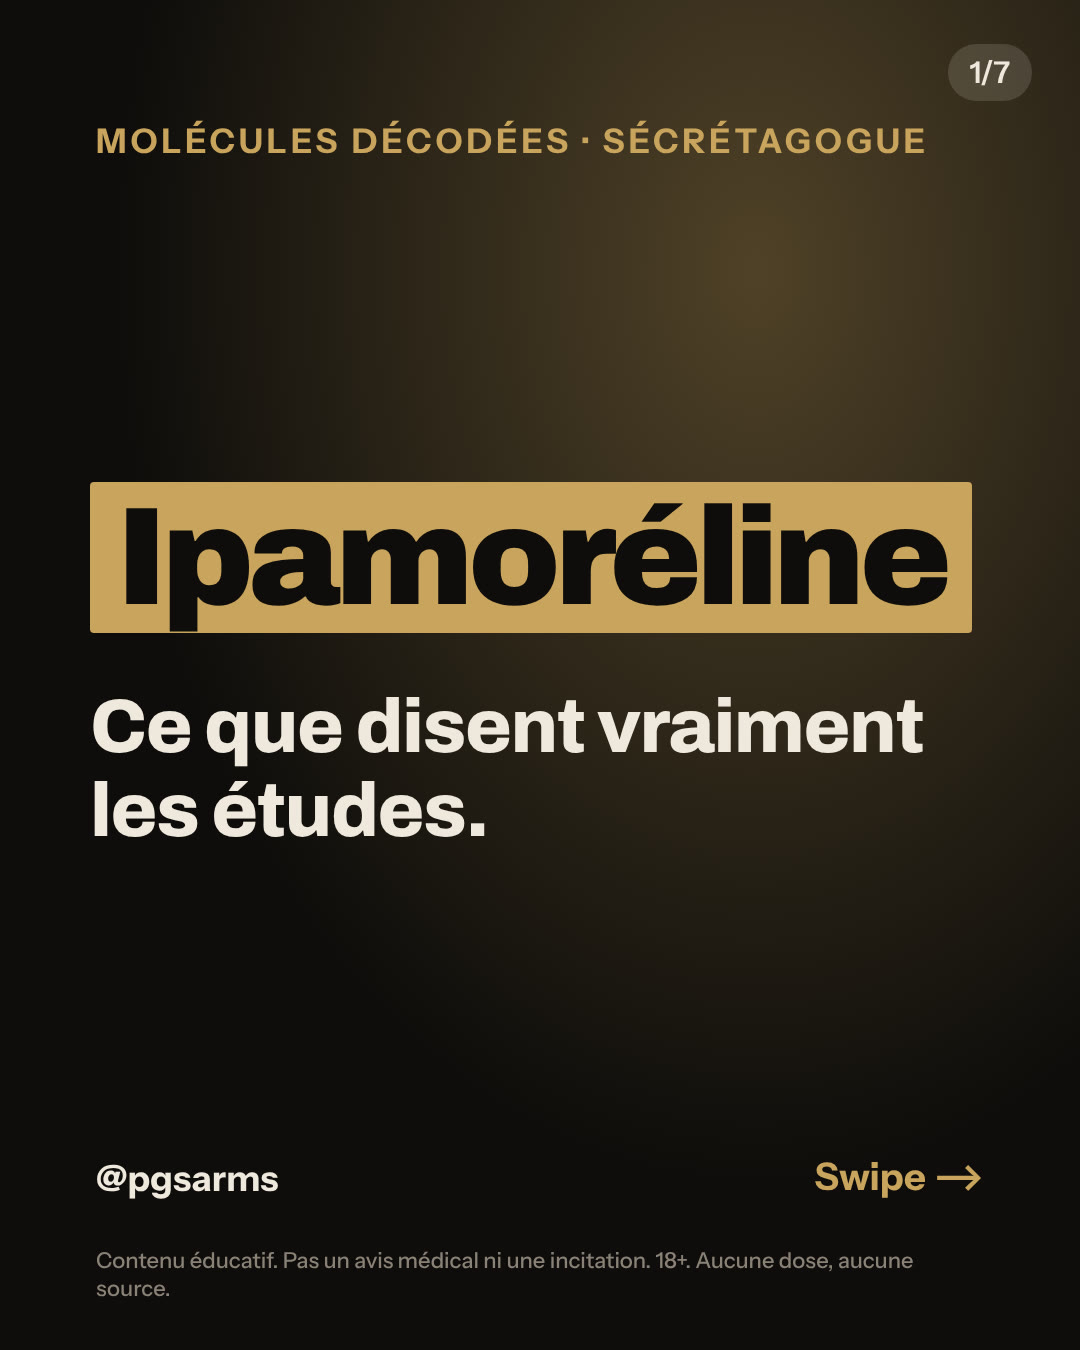 1/7
MOLÉCULES DÉCODÉES · SÉCRÉTAGOGUE
Ipamoréline
Ce que disent vraiment
les études.
@pgsarms
Swipe →
Contenu éducatif. Pas un avis médical ni une incitation. 18+. Aucune dose, aucune
source.